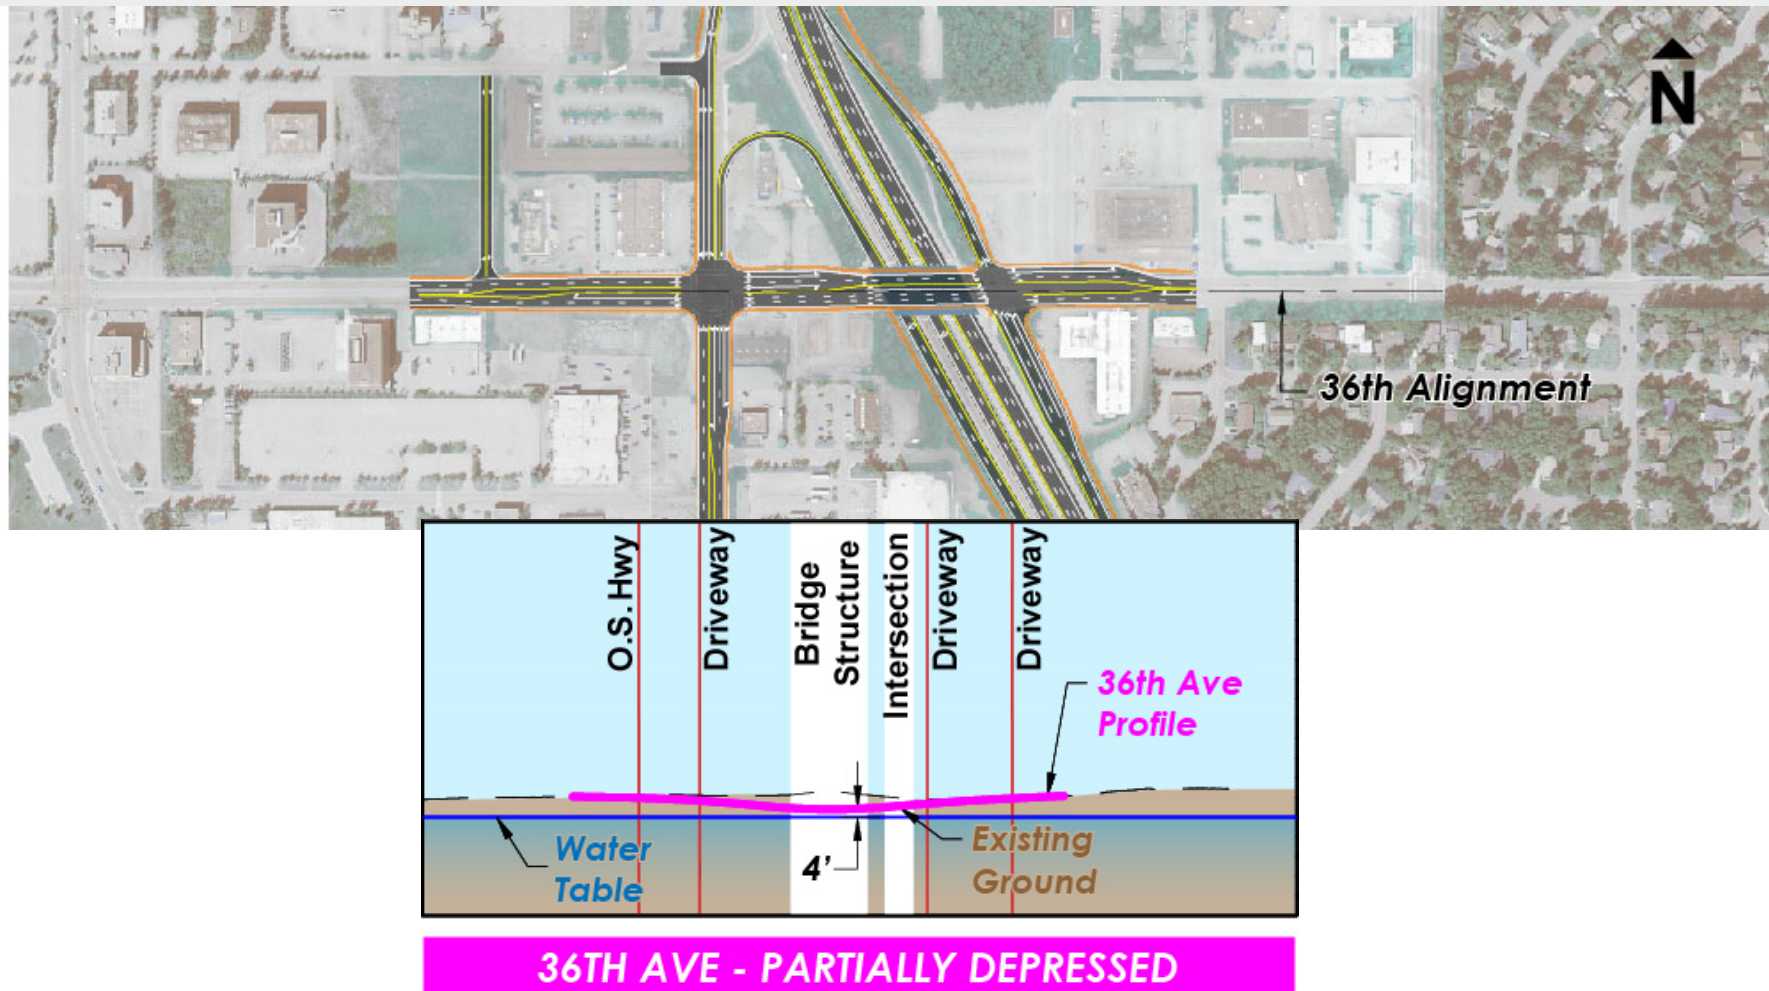 N
36th Alignment
O.S. Hwy
Driveway
Bridge
Structure
Intersection
Driveway
Driveway
36th Ave
Profile
Water
Table
4'
Existing
Ground
36TH AVE - PARTIALLY DEPRESSED